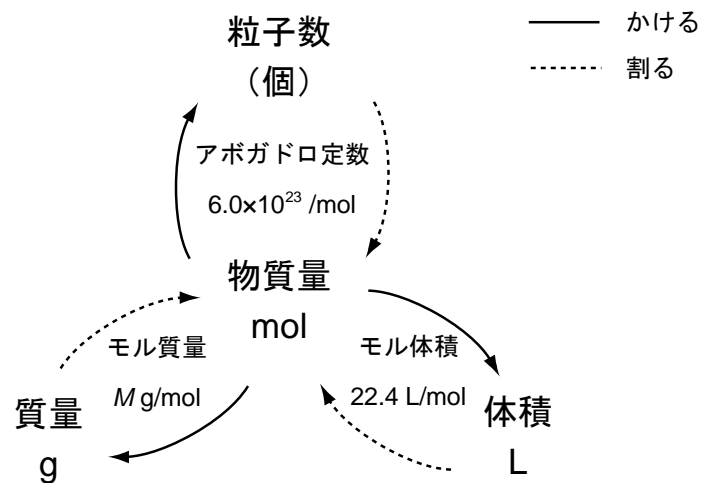 粒子数
（個）
かける
割る
アボガドロ定数
6.0×10²³ /mol
物質量
mol
モル質量
M g/mol
モル体積
22.4 L/mol
質量
g
体積
L